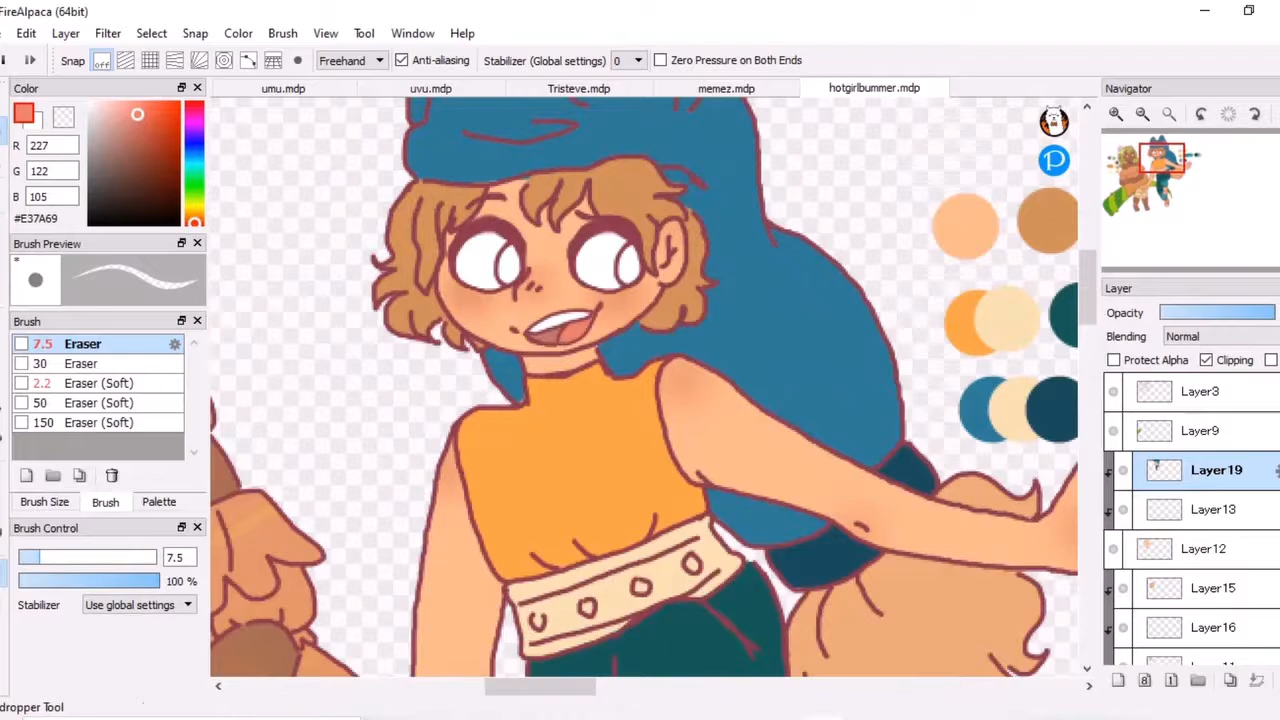 FireAlpaca (64bit)
Edit Layer Filter Select Snap Color Brush Tool Window Help
Snap off Freehand Anti-aliasing Stabilizer (Global settings) 0 Zero Pressure on Both Ends
Color
umu.mdp uvu.mdp Tristeve.mdp memez.mdp hotgirlbummer.mdp
Navigator
R 227
G 122
B 105
#E37A69
Brush Preview
*
Brush
7.5 Eraser
30 Eraser
2.2 Eraser (Soft)
50 Eraser (Soft)
150 Eraser (Soft)
Brush Size Brush Palette
Brush Control
7.5
100 %
Stabilizer Use global settings
P
Layer
Opacity
Blending Normal
Protect Alpha Clipping
Layer3
Layer9
Layer19
Layer13
Layer12
Layer15
Layer16
dropper Tool